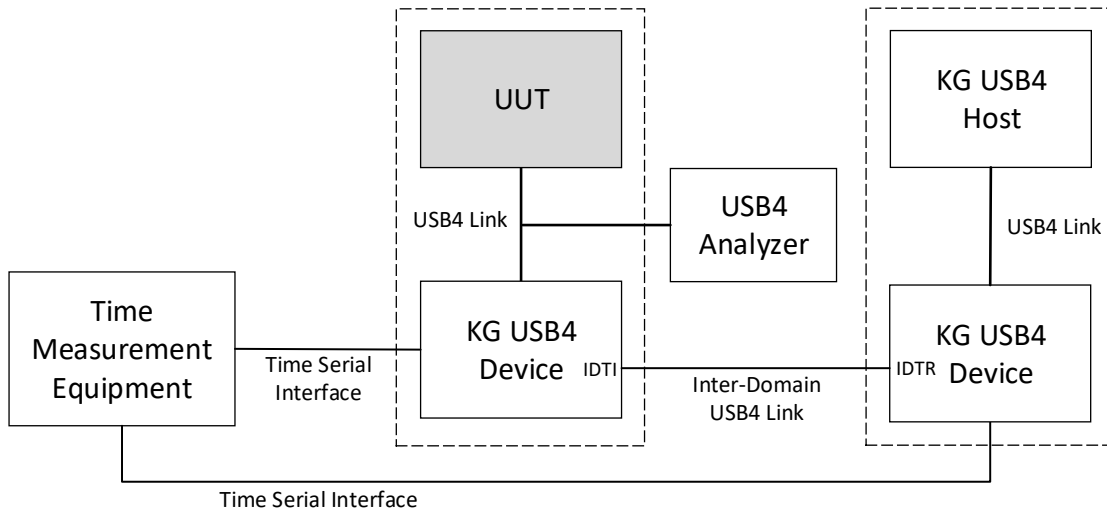 UUT
KG USB4
Host
USB4 Link
USB4
Analyzer
USB4 Link
Time
Measurement
Equipment
Time Serial
Interface
KG USB4
Device
IDTI
Inter-Domain
USB4 Link
IDTR
KG USB4
Device
Time Serial Interface